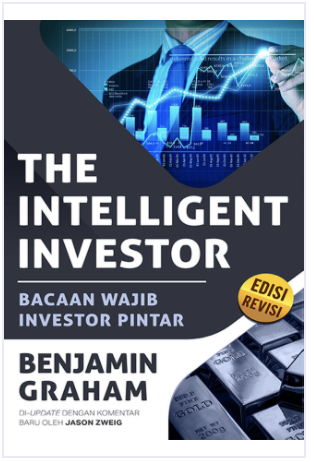 THE
INTELLIGENT
INVESTOR
BACAAN WAJIB
INVESTOR PINTAR
EDISI
REVISI
BENJAMIN
GRAHAM
DI-UPDATE DENGAN KOMENTAR
BARU OLEH JASON ZWEIG
GOLD